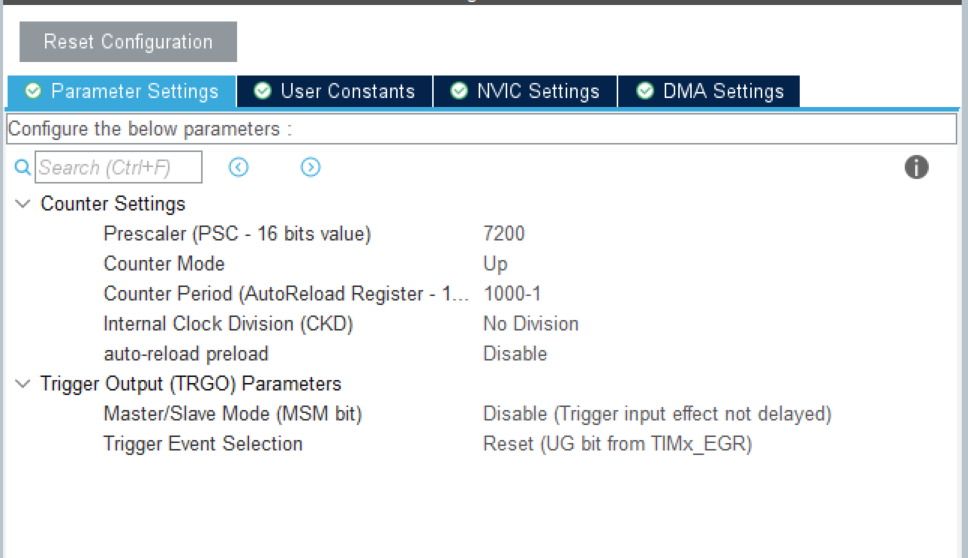 Reset Configuration
Parameter Settings User Constants NVIC Settings DMA Settings
Configure the below parameters :
Search (Ctrl+F)
Counter Settings
Prescaler (PSC - 16 bits value) 7200
Counter Mode Up
Counter Period (AutoReload Register - 1... 1000-1
Internal Clock Division (CKD) No Division
auto-reload preload Disable
Trigger Output (TRGO) Parameters
Master/Slave Mode (MSM bit) Disable (Trigger input effect not delayed)
Trigger Event Selection Reset (UG bit from TIMx_EGR)